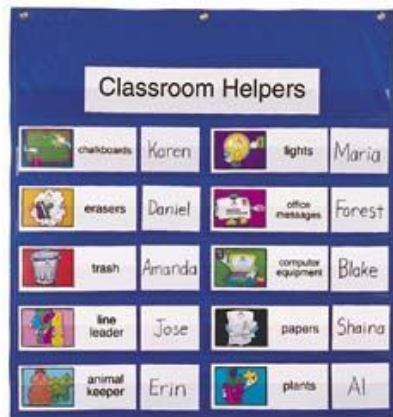 Classroom Helpers
chalkboards Karen
lights Maria
erasers Daniel
office
messages Forest
trash Amanda
computer
equipment Blake
line
leader Jose
papers Shaina
animal
keeper Erin
plants Al